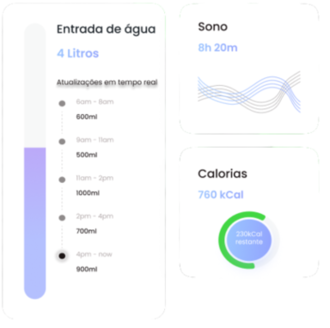 Entrada de água
4 Litros
Atualizações em tempo real
6am - 8am
600ml
9am - 11am
500ml
11am - 2pm
1000ml
2pm - 4pm
700ml
4pm - now
900ml
Sono
8h 20m
Calorias
760 kCal
230kCal
restante